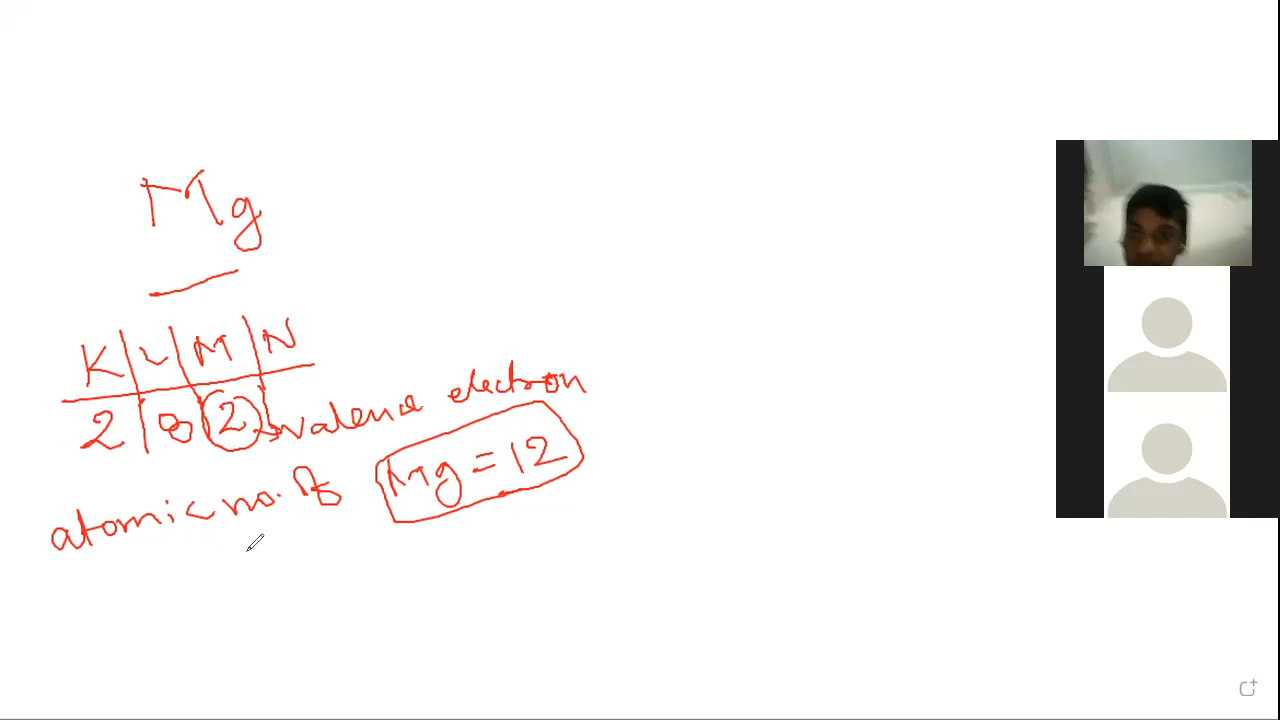 Mg
K L M N
2 8 2 → valence electron
atomic no. of Mg = 12